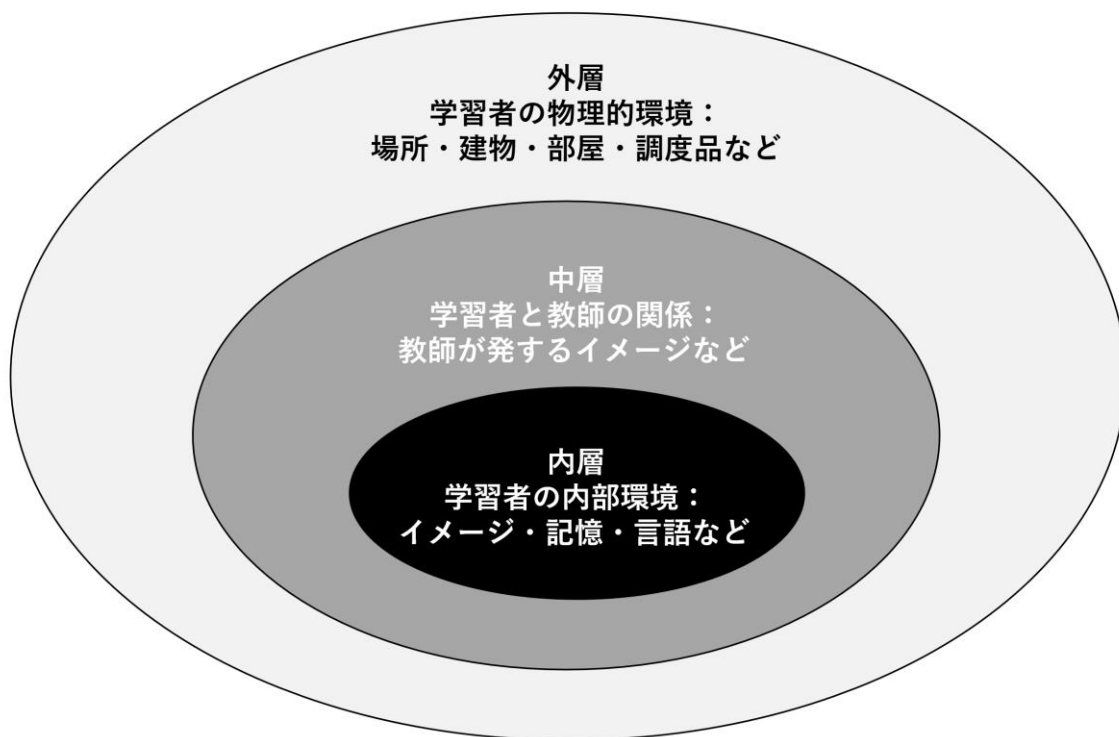 外層
学習者の物理的環境：
場所・建物・部屋・調度品など
中層
学習者と教師の関係：
教師が発するイメージなど
内層
学習者の内部環境：
イメージ・記憶・言語など